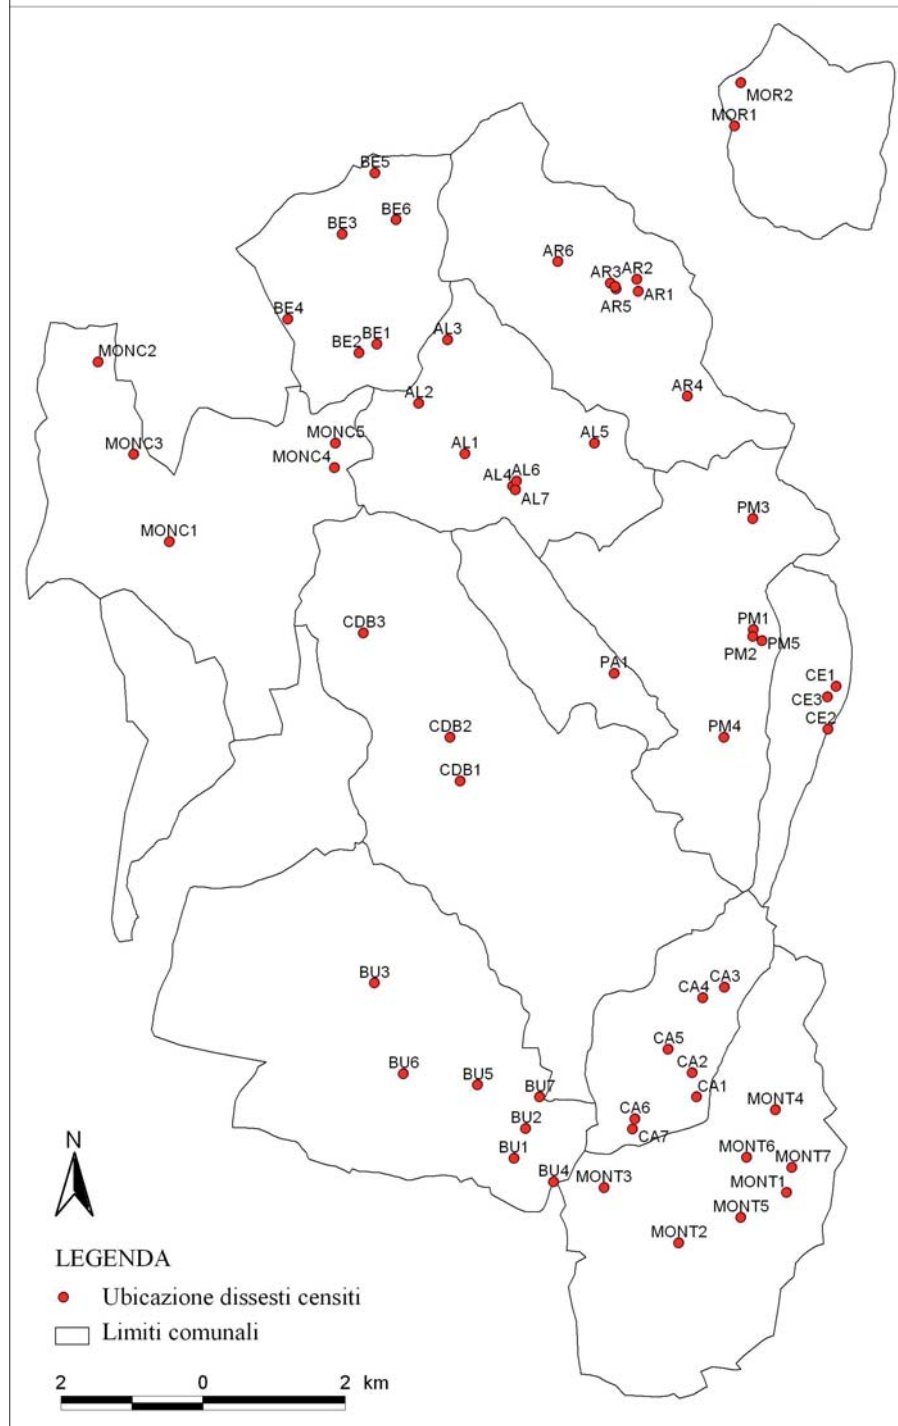 MOR2
MOR1
BE5
BE6
BE3
AR6
AR3
AR2
AR1
AR5
BE4
BE1
BE2
AL3
MONC2
AR4
AL2
MONC5
AL5
MONC3
AL1
MONC4
AL6
AL4
AL7
PM3
MONC1
CDB3
PM1
PM2
PM5
PA1
CE1
CE3
CE2
CDB2
PM4
CDB1
BU3
CA3
CA4
CA5
BU6
BU5
CA2
BU7
CA1
MONT4
CA6
BU2
CA7
N
BU1
MONT6
MONT7
BU4
MONT3
MONT1
MONT5
MONT2
LEGENDA
Ubicazione dissesti censiti
Limiti comunali
2 0 2 km